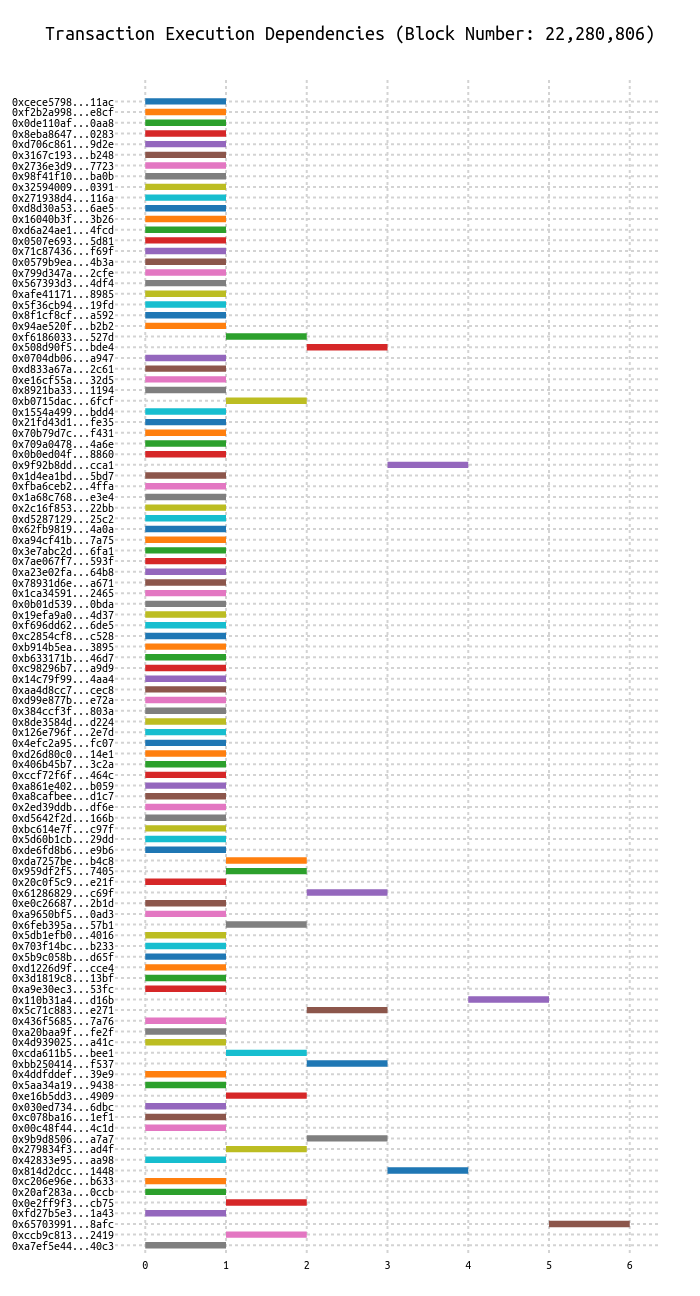 Transaction Execution Dependencies (Block Number: 22,280,806)
0xcece5798...11ac
0xf2b2a998...e8cf
0x0de110af...0aa8
0x8eba8647...0283
0xd706c861...9d2e
0x3167c193...b248
0x2736e3d9...7723
0x98f41f10...ba0b
0x32594009...0391
0x271938d4...116a
0xd8d30a53...6ae5
0x16040b3f...3b26
0xd6a24ae1...4fcd
0x0507e693...5d81
0x71c87436...f69f
0x0579b9ea...4b3a
0x799d347a...2cfe
0x567393d3...4df4
0xafe41171...8985
0x5f36cb94...19fd
0x8f1cf8cf...a592
0x94ae520f...b2b2
0xf6186033...527d
0x508d90f5...bde4
0x0704db06...a947
0xd833a67a...2c61
0xe16cf55a...32d5
0x8921ba33...1194
0xb0715dac...6fcf
0x1554a499...bdd4
0x21fd43d1...fe35
0x70b79d7c...f431
0x709a0478...4a6e
0x0b0ed04f...8860
0x9f92b8dd...cca1
0x1d4ea1bd...5bd7
0xfba6ceb2...4ffa
0x1a68c768...e3e4
0x2c16f853...22bb
0xd5287129...25c2
0x62fb9819...4a0a
0xa94cf41b...7a75
0x3e7abc2d...6fa1
0x7ae067f7...593f
0xa23e02fa...64b8
0x78931d6e...a671
0x1ca34591...2465
0x0b01d539...0bda
0x19efa9a0...4d37
0xf696dd62...6de5
0xc2854cf8...c528
0xb914b5ea...3895
0xb633171b...46d7
0xc98296b7...a9d9
0x14c79f99...4aa4
0xaa4d8cc7...cec8
0xd99e877b...e72a
0x384ccf3f...803a
0x8de3584d...d224
0x126e796f...2e7d
0x4efc2a95...fc07
0xd26d80c0...14e1
0x406b45b7...3c2a
0xccf72f6f...464c
0xa861e402...b059
0xa8cafbee...d1c7
0x2ed39ddb...df6e
0xd5642f2d...166b
0xbc614e7f...c97f
0x5d60b1cb...29dd
0xde6fd8b6...e9b6
0xda7257be...b4c8
0x959df2f5...7405
0x20c0f5c9...e21f
0x61286829...c69f
0xe0c26687...2b1d
0xa9650bf5...0ad3
0x6feb395a...57b1
0x5db1efb0...4016
0x703f14bc...b233
0x5b9c058b...d65f
0xd1226d9f...cce4
0x3d1819c8...13bf
0xa9e30ec3...53fc
0x110b31a4...d16b
0x5c71c883...e271
0x436f5685...7a76
0xa20baa9f...fe2f
0x4d939025...a41c
0xcda611b5...bee1
0xbb250414...f537
0x4ddfddef...39e9
0x5aa34a19...9438
0xe16b5dd3...4909
0x030ed734...6dbc
0xc078ba16...1ef1
0x00c48f44...4c1d
0x9b9d8506...a7a7
0x279834f3...ad4f
0x42833e95...aa98
0x814d2dcc...1448
0xc206e96e...b633
0x20af283a...0ccb
0x0e2ff9f3...cb75
0xfd27b5e3...1a43
0x65703991...8afc
0xccb9c813...2419
0xa7ef5e44...40c3
0 1 2 3 4 5 6